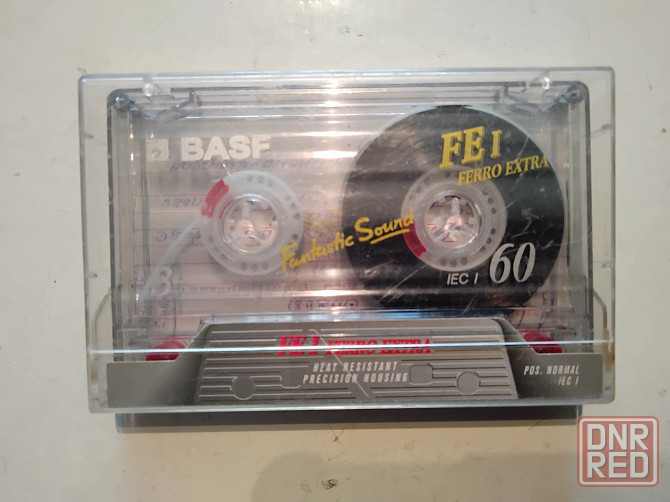 BASF
FE I
FERRO EXTRA
Fantastic Sound
IEC I 60
B
FE I FERRO EXTRA
HEAT RESISTANT
PRECISION HOUSING
POS. NORMAL
IEC I
DNR
RED